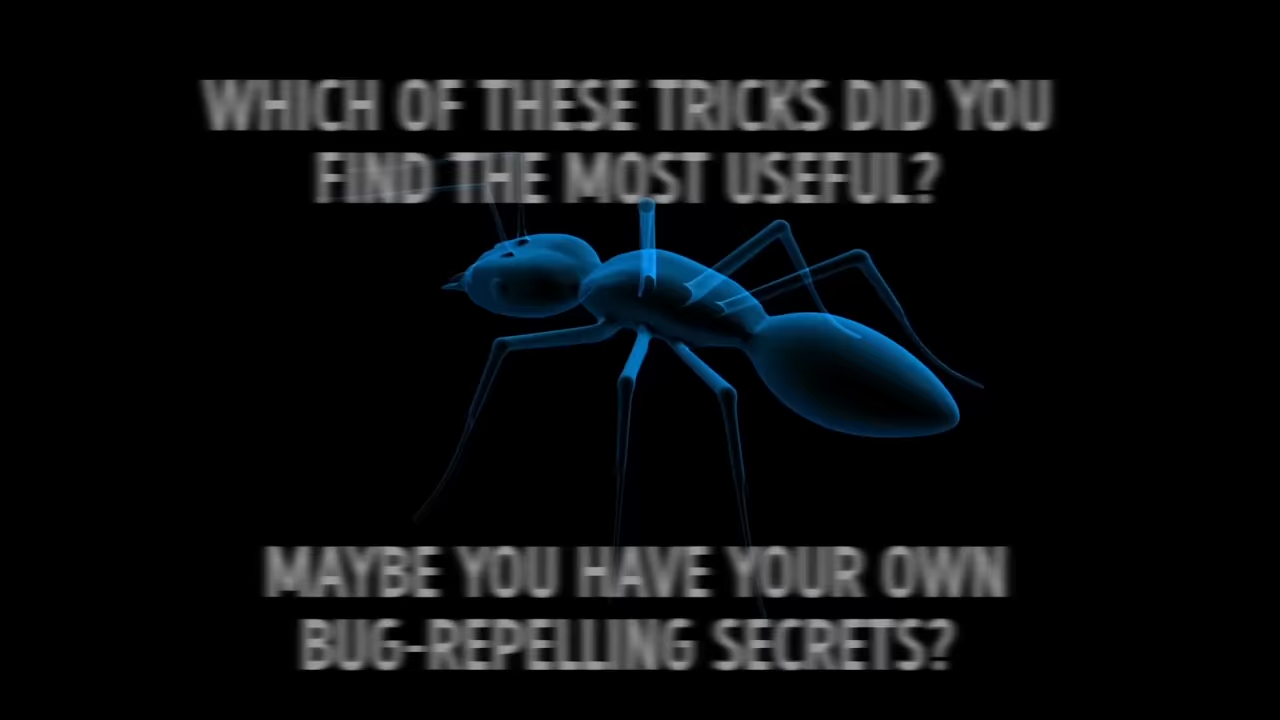 WHICH OF THESE TRICKS DID YOU
FIND THE MOST USEFUL?
MAYBE YOU HAVE YOUR OWN
BUG-REPELLING SECRETS?